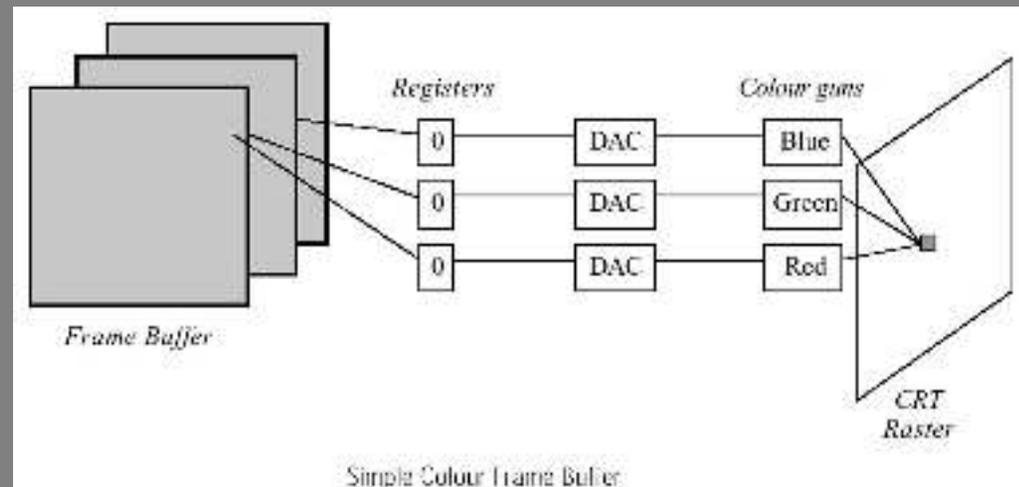 Registers
Colour guns
0
DAC
Blue
0
DAC
Green
0
DAC
Red
Frame Buffer
CRT
Raster
Simple Colour Frame Buffer